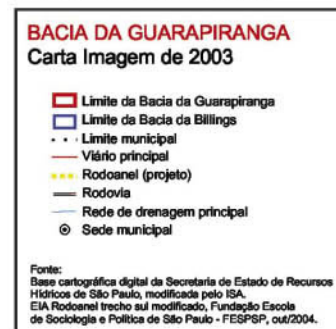 BACIA DA GUARAPIRANGA
Carta Imagem de 2003
Limite da Bacia da Guarapiranga
Limite da Bacia da Billings
Limite municipal
Viário principal
Rodoanel (projeto)
Rodovia
Rede de drenagem principal
Sede municipal
Fonte:
Base cartográfica digital da Secretaria de Estado de Recursos
Hídricos de São Paulo, modificada pelo ISA.
EIA Rodoanel trecho sul modificado, Fundação Escola
de Sociologia e Política de São Paulo - FESPSP, out/2004.